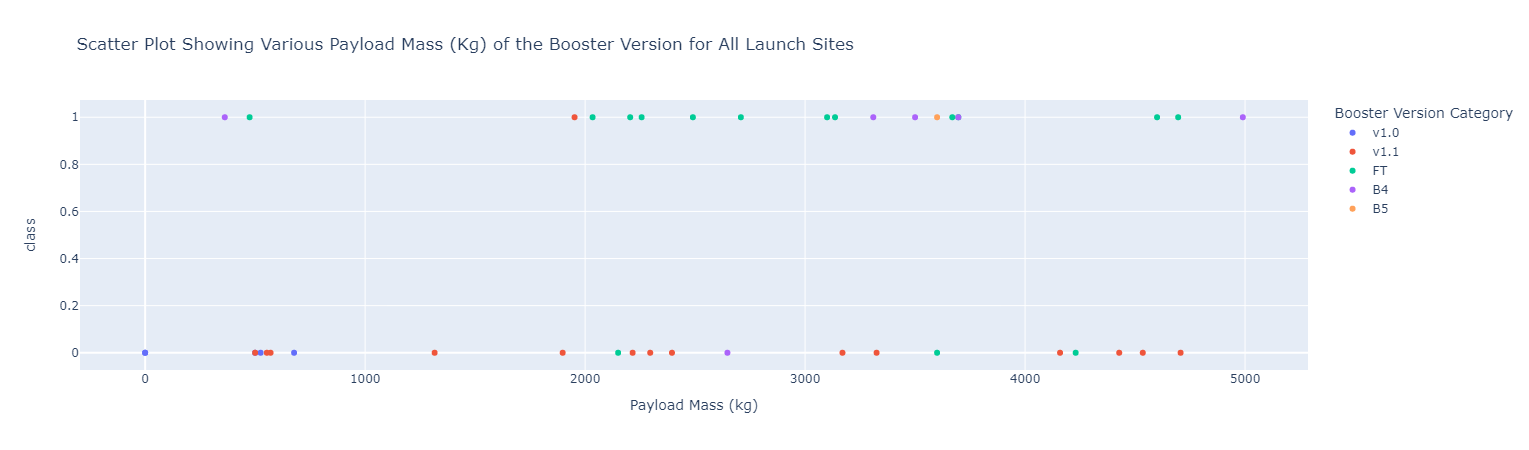 Scatter Plot Showing Various Payload Mass (Kg) of the Booster Version for All Launch Sites
1
0.8
0.6
0.4
0.2
0
class
0 1000 2000 3000 4000 5000
Payload Mass (kg)
Booster Version Category
v1.0
v1.1
FT
B4
B5